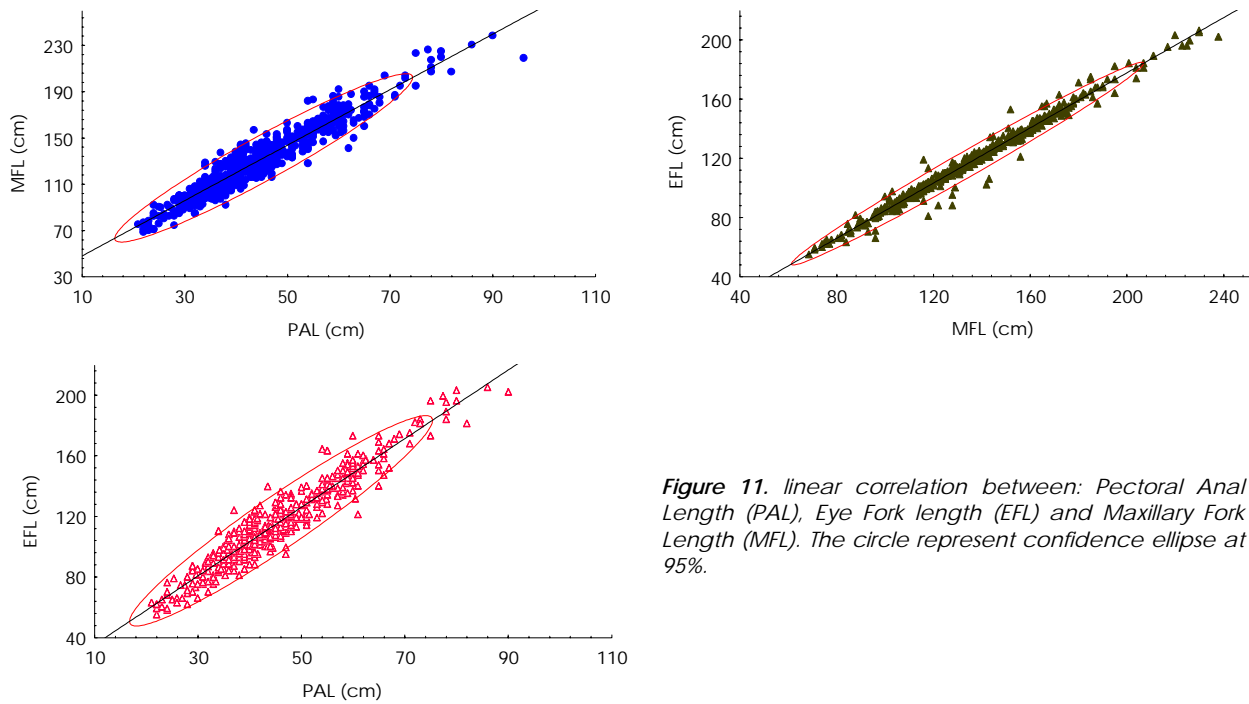 230
190
150
110
70
30
MFL (cm)
10 30 50 70 90 110
PAL (cm)
200
160
120
80
40
EFL (cm)
40 80 120 160 200 240
MFL (cm)
200
160
120
80
40
EFL (cm)
10 30 50 70 90 110
PAL (cm)
Figure 11. linear correlation between: Pectoral Anal
Length (PAL), Eye Fork length (EFL) and Maxillary Fork
Length (MFL). The circle represent confidence ellipse at
95%.